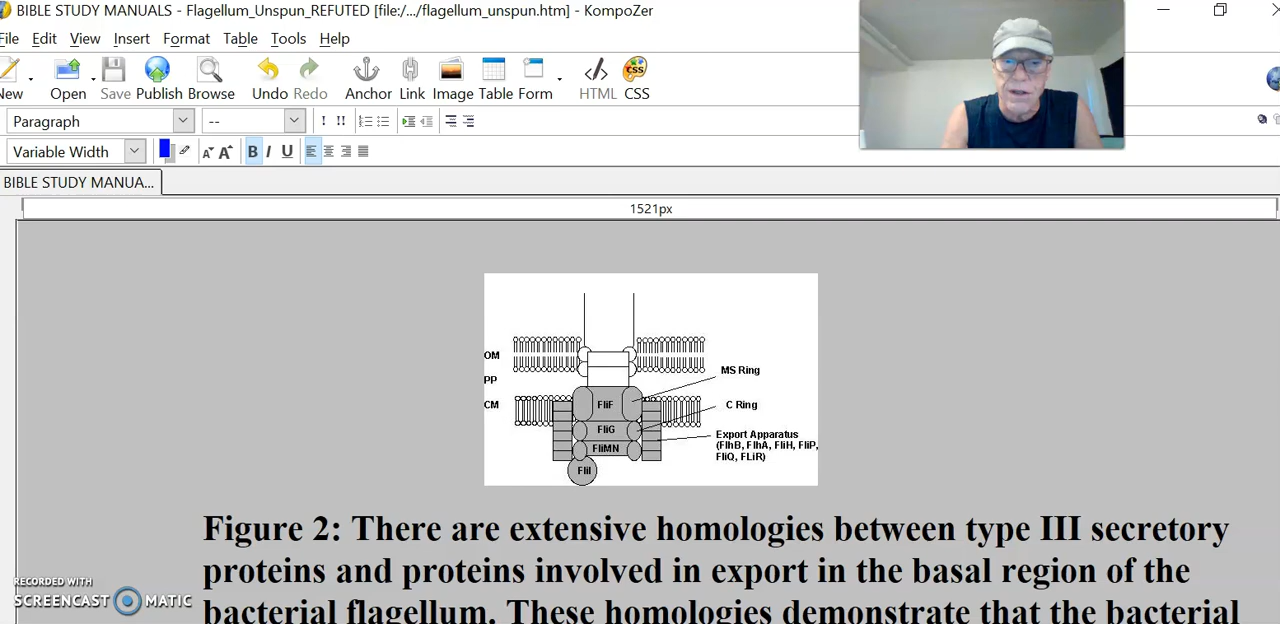 BIBLE STUDY MANUALS - Flagellum_Unspun_REFUTED [file:/.../flagellum_unspun.htm] - KompoZer
File Edit View Insert Format Table Tools Help
New Open Save Publish Browse Undo Redo Anchor Link Image Table Form HTML CSS
Paragraph --
Variable Width B I U
BIBLE STUDY MANUA...
1521px
OM
PP
CM
MS Ring
C Ring
Export Apparatus
(FlhB, FlhA, FliH, FliP,
FliQ, FLiR)
FliF
FliG
FliMN
FliI
Figure 2: There are extensive homologies between type III secretory
proteins and proteins involved in export in the basal region of the
bacterial flagellum. These homologies demonstrate that the bacterial
RECORDED WITH
SCREENCAST MATIC